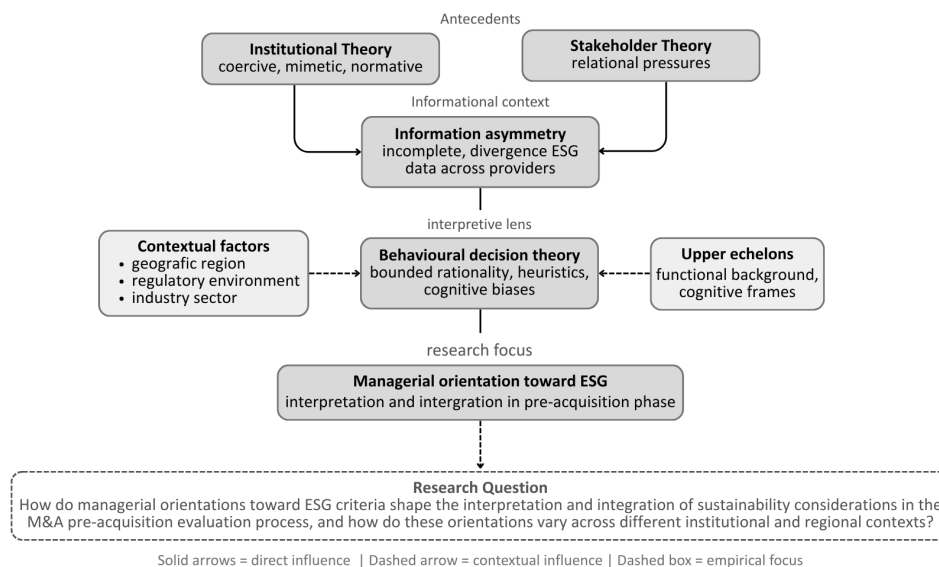 Antecedents
Institutional Theory
coercive, mimetic, normative
Stakeholder Theory
relational pressures
Informational context
Information asymmetry
incomplete, divergence ESG
data across providers
interpretive lens
Contextual factors
• geografic region
• regulatory environment
• industry sector
Behavioural decision theory
bounded rationality, heuristics,
cognitive biases
Upper echelons
functional background,
cognitive frames
research focus
Managerial orientation toward ESG
interpretation and intergration in pre-acquisition phase
Research Question
How do managerial orientations toward ESG criteria shape the interpretation and integration of sustainability considerations in the
M&A pre-acquisition evaluation process, and how do these orientations vary across different institutional and regional contexts?
Solid arrows = direct influence | Dashed arrow = contextual influence | Dashed box = empirical focus